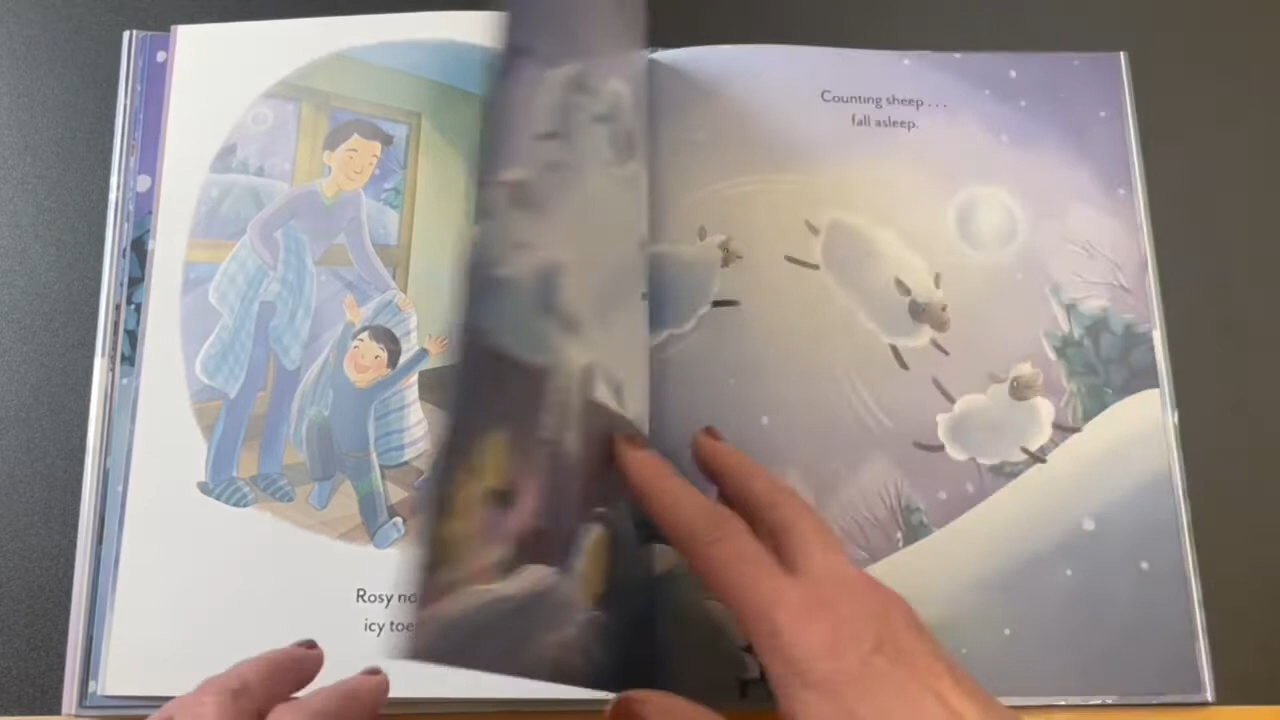 Rosy
icy
Counting sheep . . .
fall asleep.